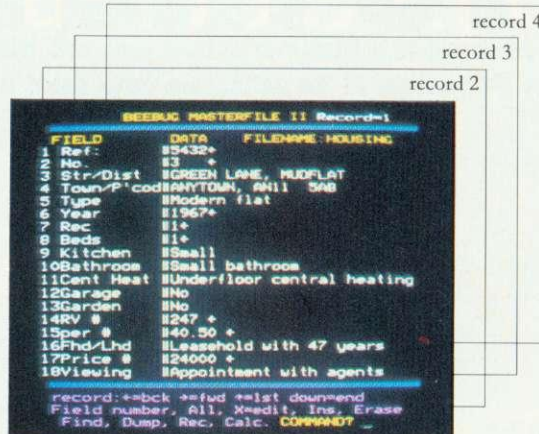 record 4
record 3
record 2
BEEBUG MASTERFILE II Record=1
FIELD DATA FILENAME:HOUSING
1 Ref: 5432+
2 No. 3 +
3 Str/Dist GREEN LANE, MUDFLAT
4 Town/P'cod ANYTOWN, AN11 5AB
5 Type Modern flat
6 Year 1967+
7 Rec 1+
8 Beds 1+
9 Kitchen Small
10Bathroom Small bathroom
11Cent Heat Underfloor central heating
12Garage No
13Garden No
14RV # 247 +
15per # 40.50 +
16Fhd/Lhd Leasehold with 47 years
17Price # 24000 +
18Viewing Appointment with agents
record:←=bck →=fwd ↑=1st down=end
Field number, All, X=edit, Ins, Erase
Find, Dump, Rec, Calc. COMMAND? _